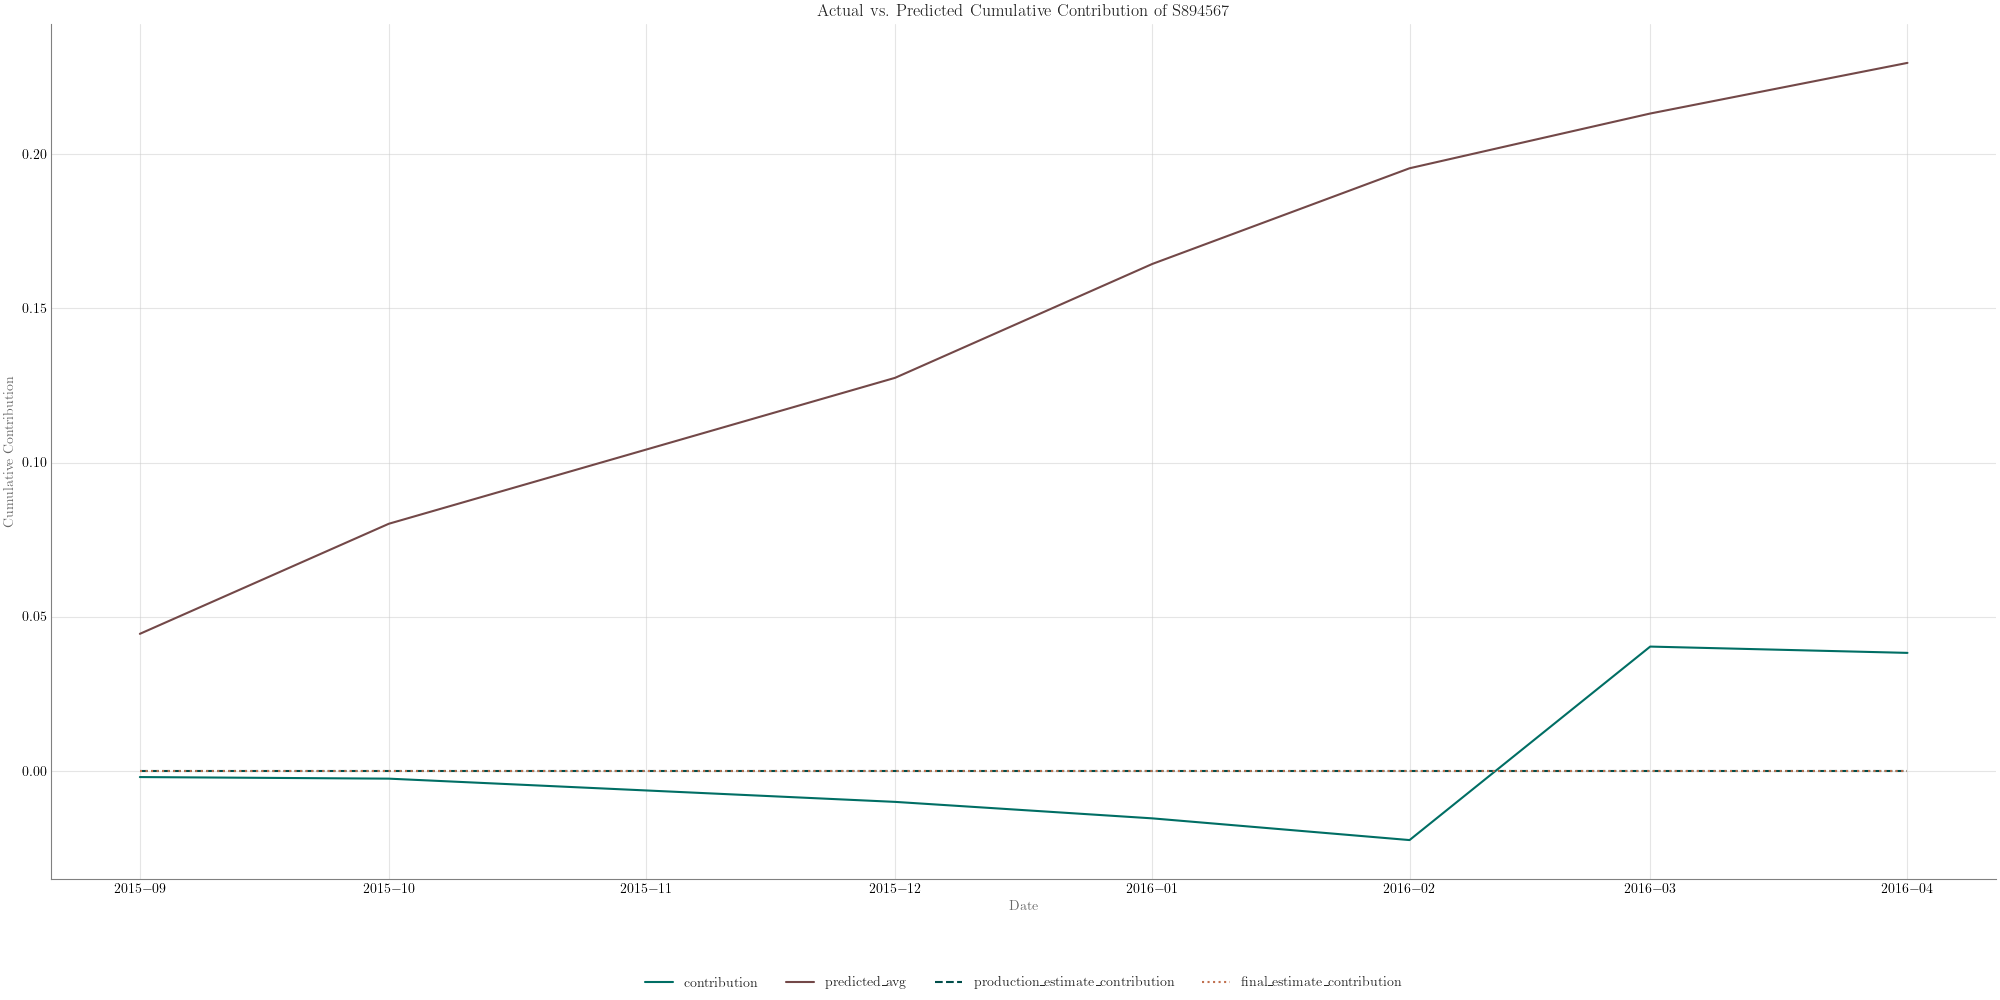 Actual vs. Predicted Cumulative Contribution of S894567
Cumulative Contribution
0.20
0.15
0.10
0.05
0.00
2015-09 2015-10 2015-11 2015-12 2016-01 2016-02 2016-03 2016-04
Date
contribution predicted_avg production_estimate_contribution final_estimate_contribution